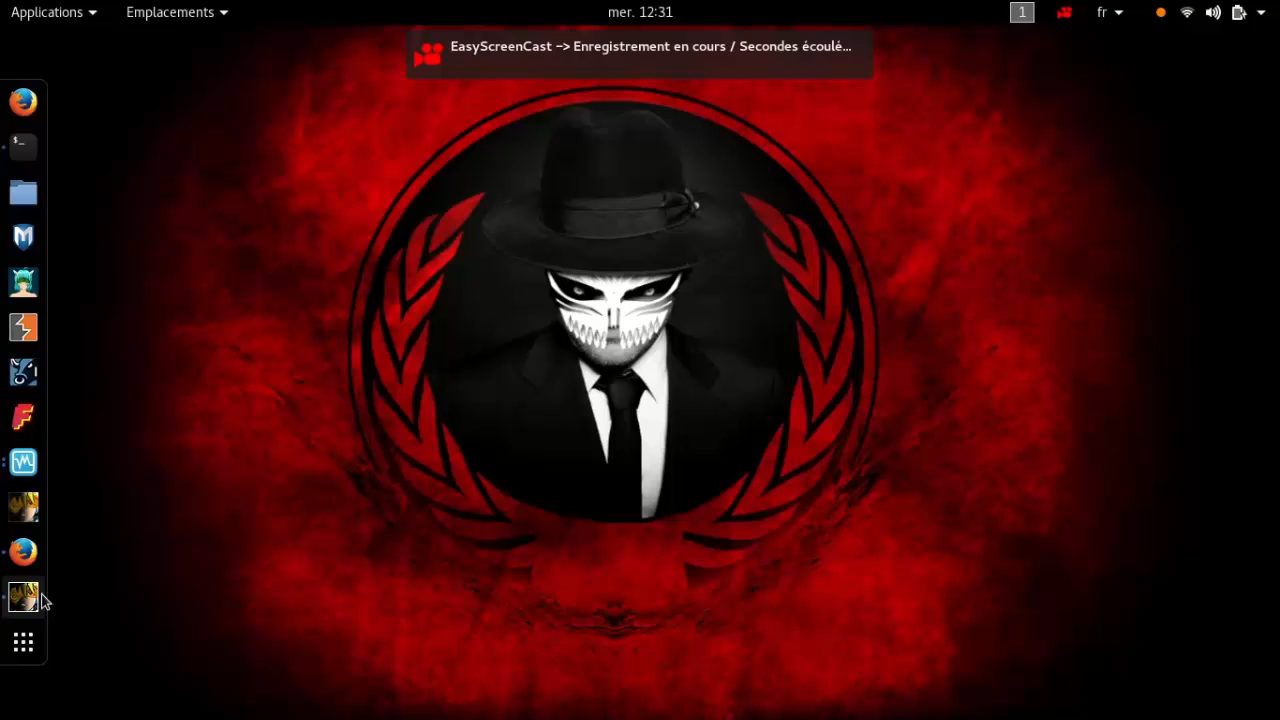 Applications
Emplacements
mer. 12:31
1
fr
EasyScreenCast -> Enregistrement en cours / Secondes écoulé...
$_